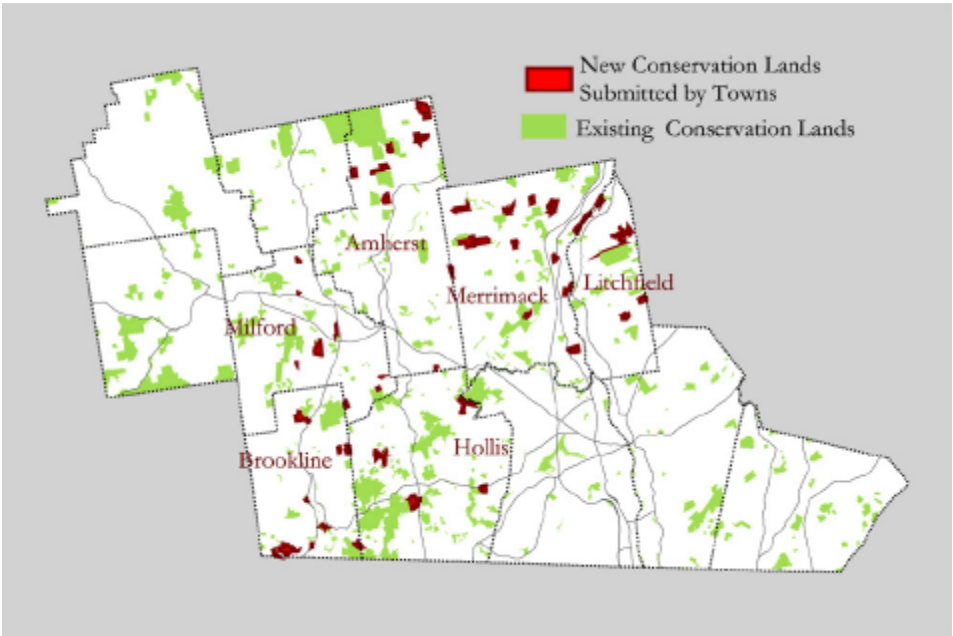 New Conservation Lands
Submitted by Towns
Existing Conservation Lands
Amherst
Merrimack
Litchfield
Milford
Brookline
Hollis